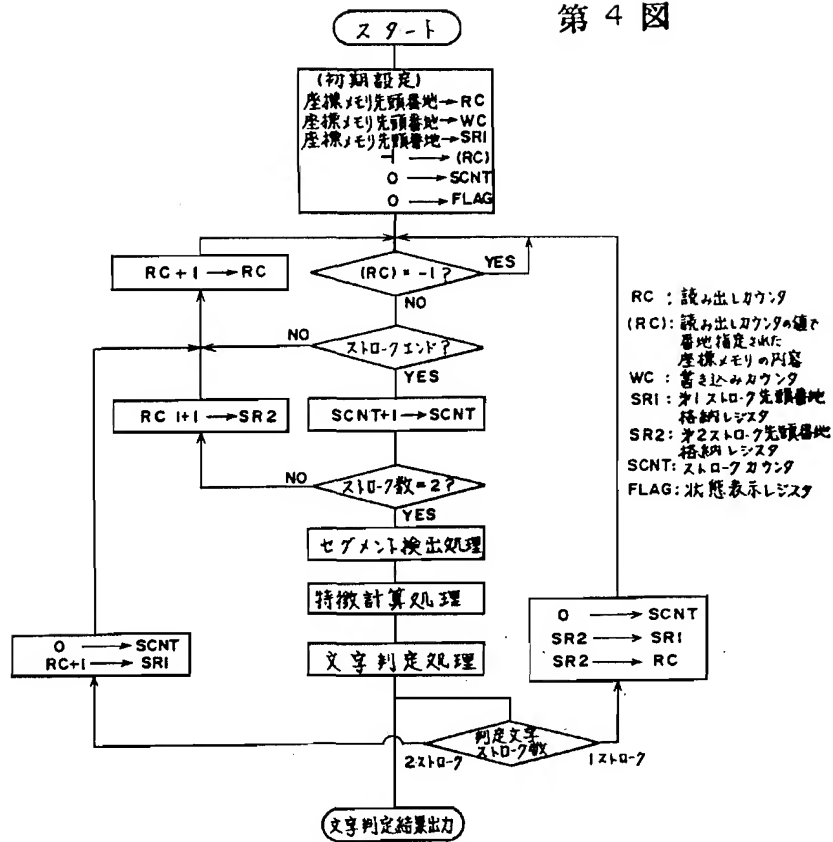 第4図
スタート
(初期設定)
座標メモリ先頭番地→RC
座標メモリ先頭番地→WC
座標メモリ先頭番地→SR1
-1→(RC)
0→SCNT
0→FLAG
RC+1→RC
(RC)=-1?
YES
NO
ストロークエンド?
NO
YES
RC1+1→SR2
SCNT+1→SCNT
ストローク数=2?
NO
YES
セグメント検出処理
特徴計算処理
文字判定処理
0→SCNT
RC+1→SR1
0→SCNT
SR2→SR1
SR2→RC
判定文字
ストローク数
2ストローク
1ストローク
文字判定結果出力
RC:読み出しカウンタ
(RC):読み出しカウンタの値で
番地指定された
座標メモリの内容
WC:書き込みカウンタ
SR1:第1ストローク先頭番地
格納レジスタ
SR2:第2ストローク先頭番地
格納レジスタ
SCNT:ストロークカウンタ
FLAG:状態表示レジスタ